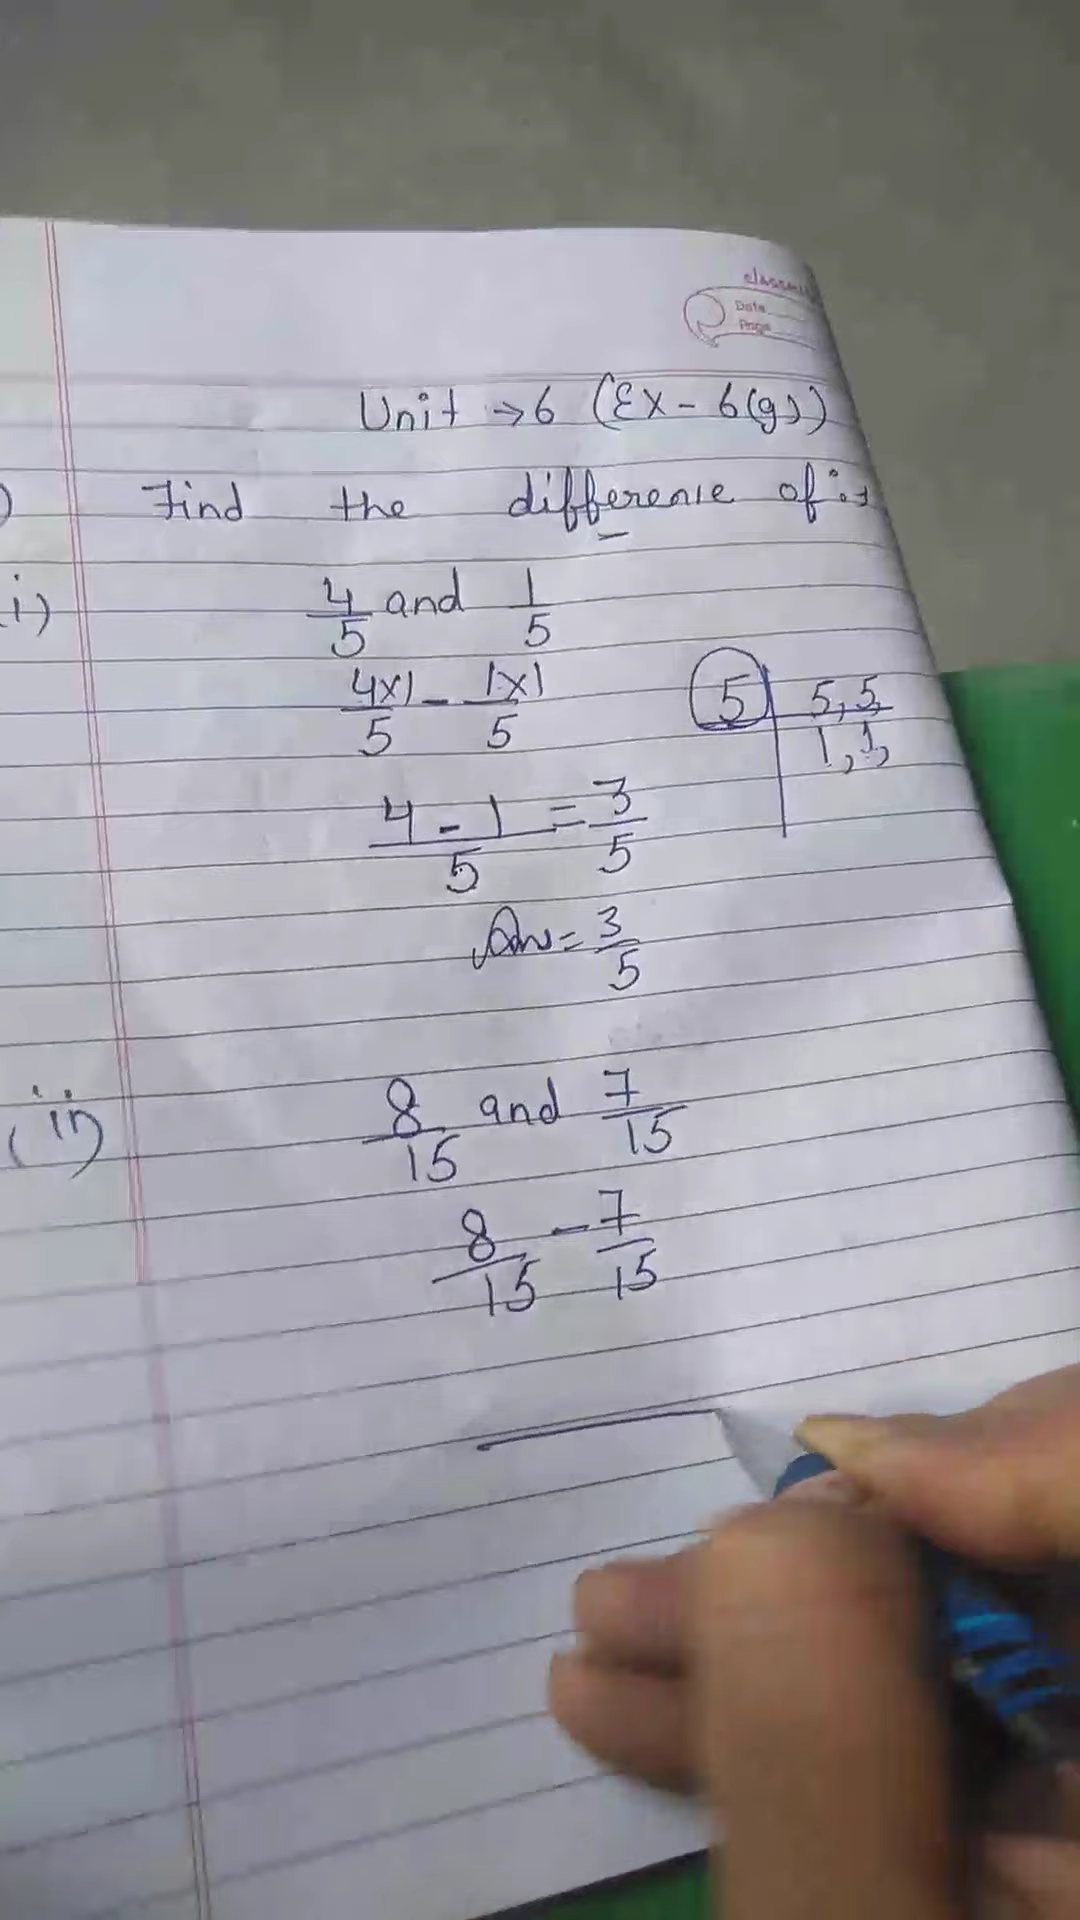 classm
Date
Page
Unit → 6 (Ex - 6(g))
Find the difference of :→
(i) 4/5 and 1/5
4×1/5 - 1×1/5
5 | 5, 5,
1, 1,
4 - 1/5 = 3/5
Ans = 3/5
(ii) 8/15 and 7/15
8/15 - 7/15